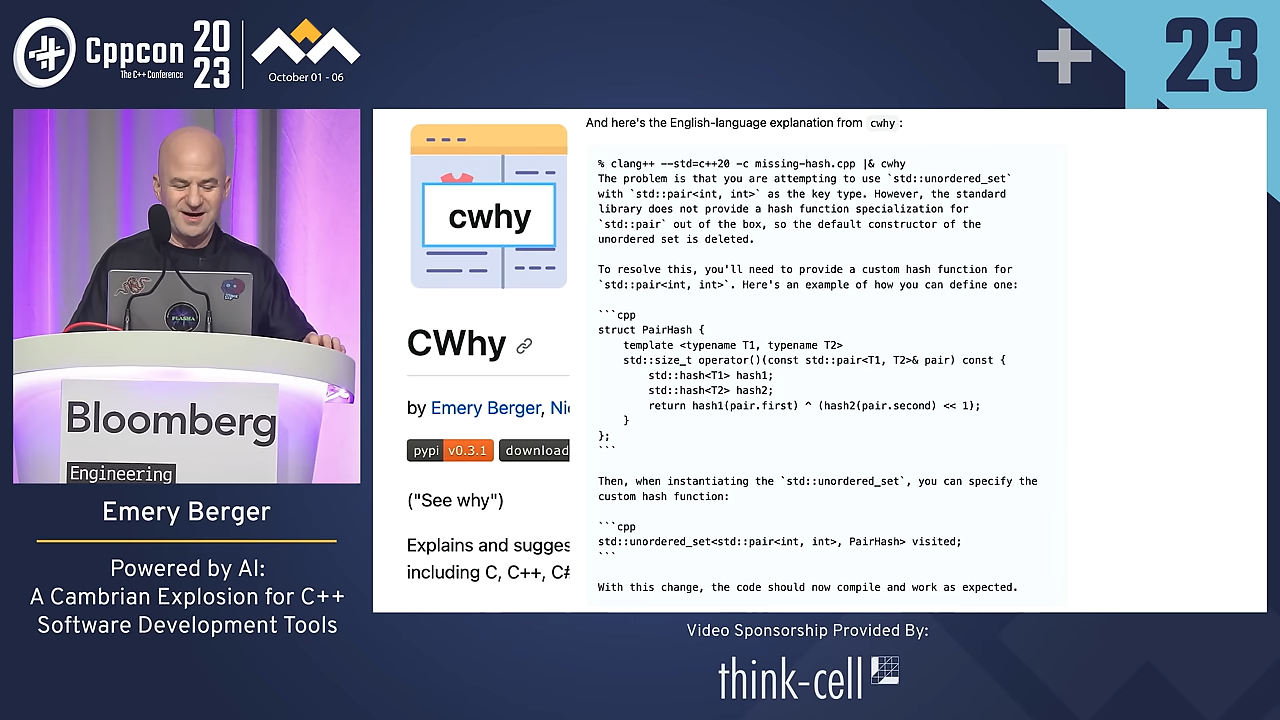 Cppcon
The C++ Conference
20
23
October 01 - 06
23
Bloomberg
Engineering
Emery Berger
Powered by AI:
A Cambrian Explosion for C++
Software Development Tools
cwhy
CWhy
by Emery Berger, Nic
pypi v0.3.1 download
("See why")
Explains and sugges
including C, C++, C#
And here's the English-language explanation from cwhy :
% clang++ --std=c++20 -c missing-hash.cpp |& cwhy
The problem is that you are attempting to use `std::unordered_set`
with `std::pair<int, int>` as the key type. However, the standard
library does not provide a hash function specialization for
`std::pair` out of the box, so the default constructor of the
unordered set is deleted.
To resolve this, you'll need to provide a custom hash function for
`std::pair<int, int>`. Here's an example of how you can define one:
```cpp
struct PairHash {
    template <typename T1, typename T2>
    std::size_t operator()(const std::pair<T1, T2>& pair) const {
        std::hash<T1> hash1;
        std::hash<T2> hash2;
        return hash1(pair.first) ^ (hash2(pair.second) << 1);
    }
};
```
Then, when instantiating the `std::unordered_set`, you can specify the
custom hash function:
```cpp
std::unordered_set<std::pair<int, int>, PairHash> visited;
```
With this change, the code should now compile and work as expected.
Video Sponsorship Provided By:
think-cell